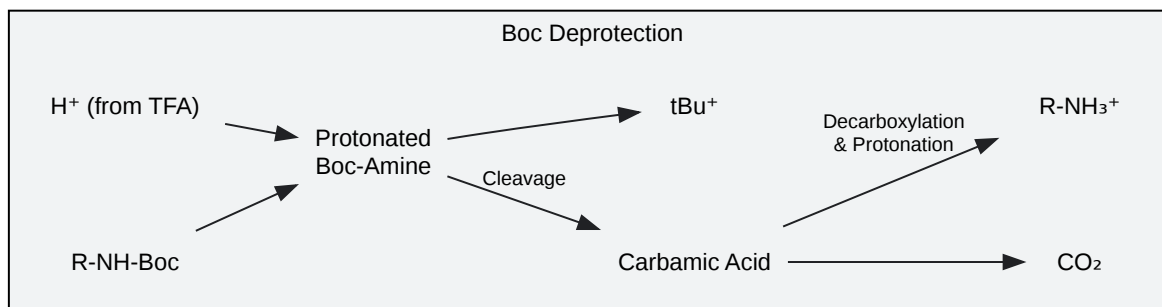 Boc Deprotection
H⁺ (from TFA)
tBu⁺
R-NH₃⁺
Decarboxylation
& Protonation
Protonated
Boc-Amine
Cleavage
R-NH-Boc
Carbamic Acid
CO₂